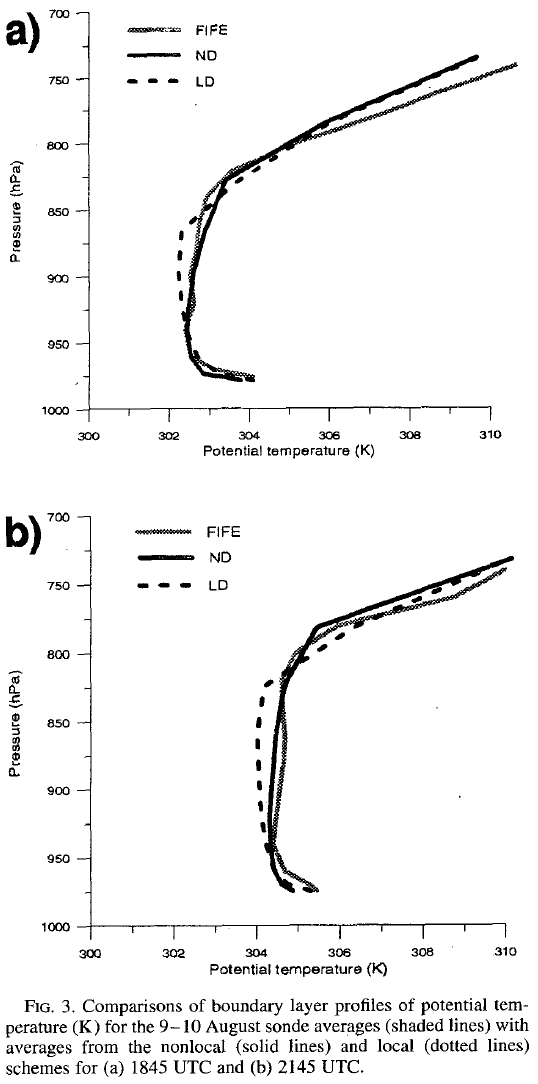 a)
700
FIFE
ND
750
LD
800
Pressure (hPa)
850
900
950
1000
300 302 304 306 308 310
Potential temperature (K)
b)
700
FIFE
ND
750
LD
800
Pressure (hPa)
850
900
950
1000
300 302 304 306 308 310
Potential temperature (K)
FIG. 3. Comparisons of boundary layer profiles of potential tem-
perature (K) for the 9–10 August sonde averages (shaded lines) with
averages from the nonlocal (solid lines) and local (dotted lines)
schemes for (a) 1845 UTC and (b) 2145 UTC.